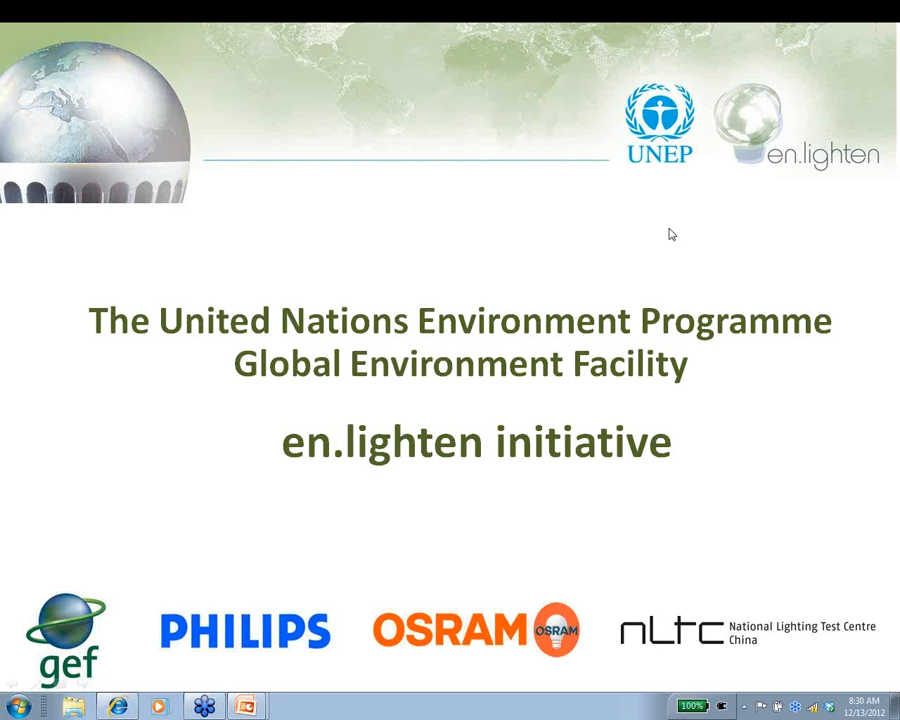 UNEP
en.lighten
The United Nations Environment Programme
Global Environment Facility
en.lighten initiative
gef
PHILIPS
OSRAM
OSRAM
nLtc
National Lighting Test Centre
China
100%
8:30 AM
12/13/2012